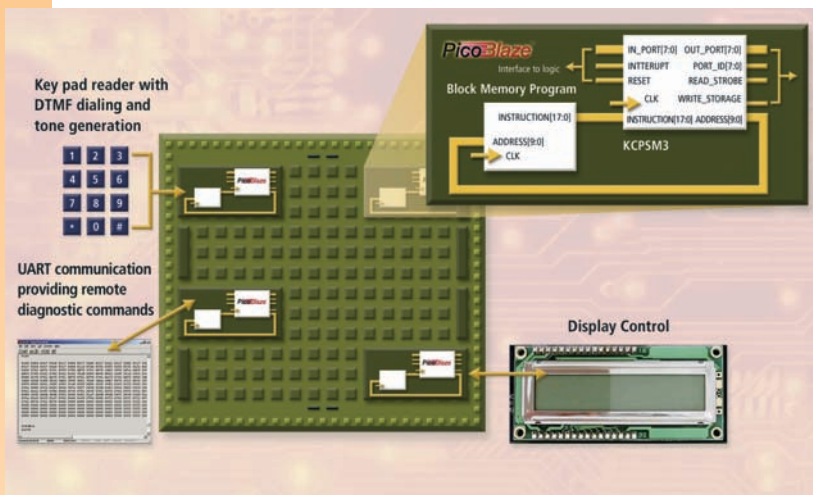 PicoBlaze
Interface to logic
Block Memory Program
INSTRUCTION[17:0]
ADDRESS[9:0]
CLK
IN_PORT[7:0] OUT_PORT[7:0]
INTTERUPT PORT_ID[7:0]
RESET READ_STROBE
CLK WRITE_STORAGE
INSTRUCTION[17:0] ADDRESS[9:0]
KCPSM3
Key pad reader with
DTMF dialing and
tone generation
1 2 3
4 5 6
7 8 9
* 0 #
PicoBlaze
UART communication
providing remote
diagnostic commands
PicoBlaze
PicoBlaze
Display Control